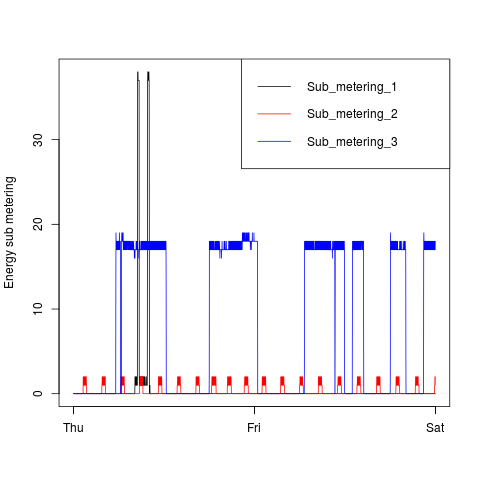 Sub_metering_1
Sub_metering_2
Sub_metering_3
Energy sub metering
30
20
10
0
Thu Fri Sat